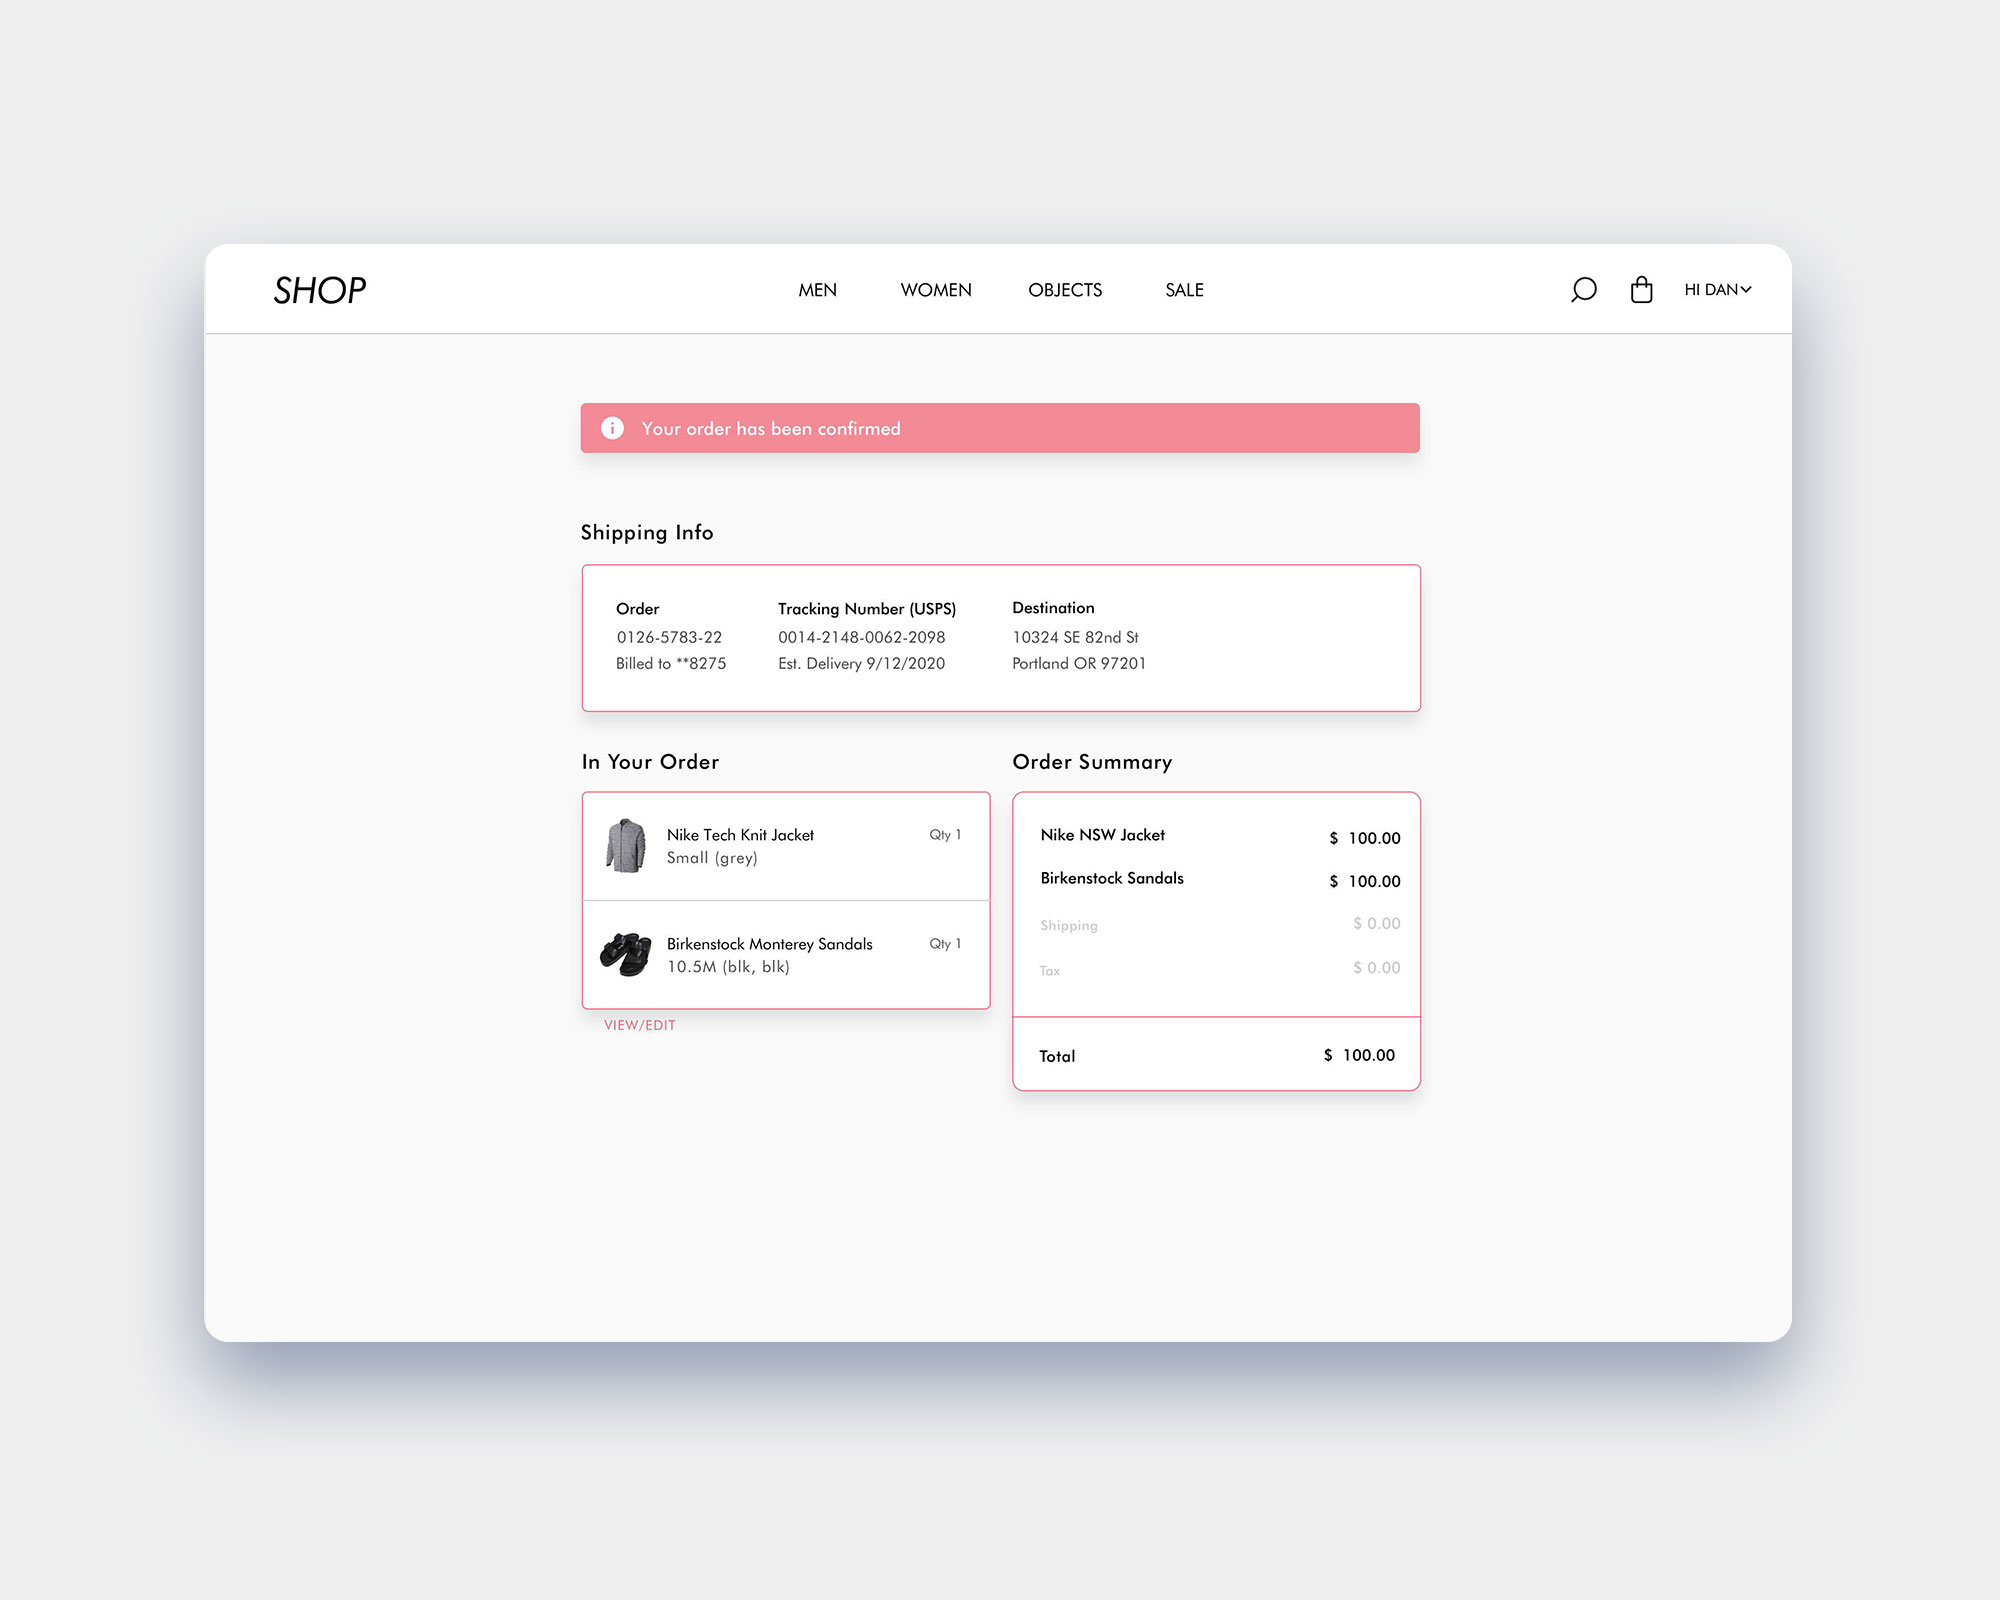 SHOP
MEN WOMEN OBJECTS SALE
HI DAN
Your order has been confirmed
Shipping Info
Order
0126-5783-22
Billed to **8275
Tracking Number (USPS)
0014-2148-0062-2098
Est. Delivery 9/12/2020
Destination
10324 SE 82nd St
Portland OR 97201
In Your Order
Nike Tech Knit Jacket Qty 1
Small (grey)
Birkenstock Monterey Sandals Qty 1
10.5M (blk, blk)
VIEW/EDIT
Order Summary
Nike NSW Jacket $ 100.00
Birkenstock Sandals $ 100.00
Shipping $ 0.00
Tax $ 0.00
Total $ 100.00